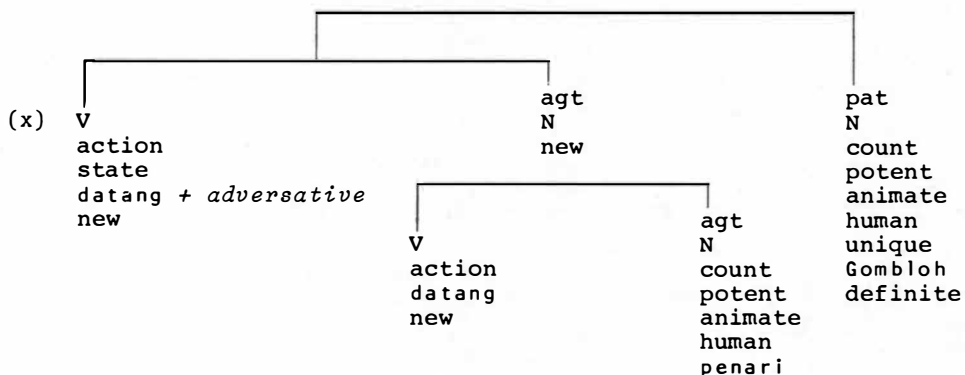 agt pat
(x) V N N
action new count
state potent
datang + adversative animate
new agt human
V N unique
action count Gombloh
datang potent definite
new animate
human
penari